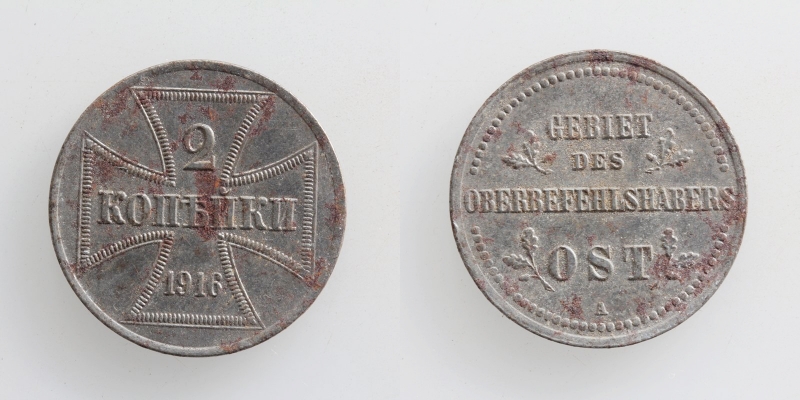 2
КОПѢЙКИ
1916
GEBIET
DES
OBERBEFEHLSHABERS
OST
A